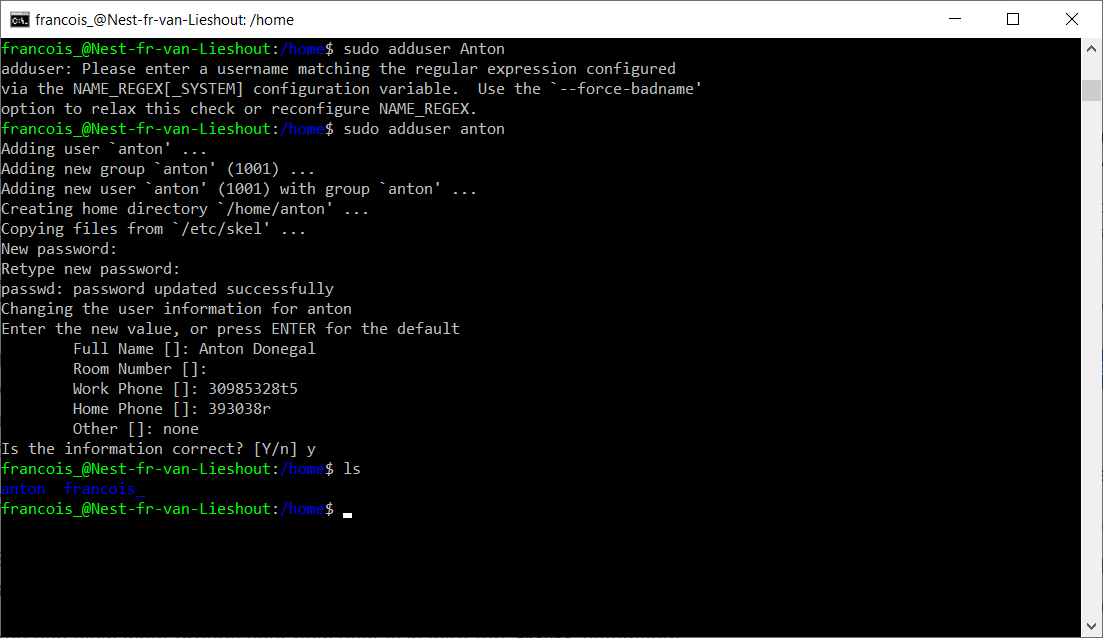 francois_@Nest-fr-van-Lieshout: /home
francois_@Nest-fr-van-Lieshout:/home$ sudo adduser Anton
adduser: Please enter a username matching the regular expression configured
via the NAME_REGEX[_SYSTEM] configuration variable.  Use the `--force-badname'
option to relax this check or reconfigure NAME_REGEX.
francois_@Nest-fr-van-Lieshout:/home$ sudo adduser anton
Adding user `anton' ...
Adding new group `anton' (1001) ...
Adding new user `anton' (1001) with group `anton' ...
Creating home directory `/home/anton' ...
Copying files from `/etc/skel' ...
New password:
Retype new password:
passwd: password updated successfully
Changing the user information for anton
Enter the new value, or press ENTER for the default
        Full Name []: Anton Donegal
        Room Number []:
        Work Phone []: 30985328t5
        Home Phone []: 393038r
        Other []: none
Is the information correct? [Y/n] y
francois_@Nest-fr-van-Lieshout:/home$ ls
anton  francois_
francois_@Nest-fr-van-Lieshout:/home$